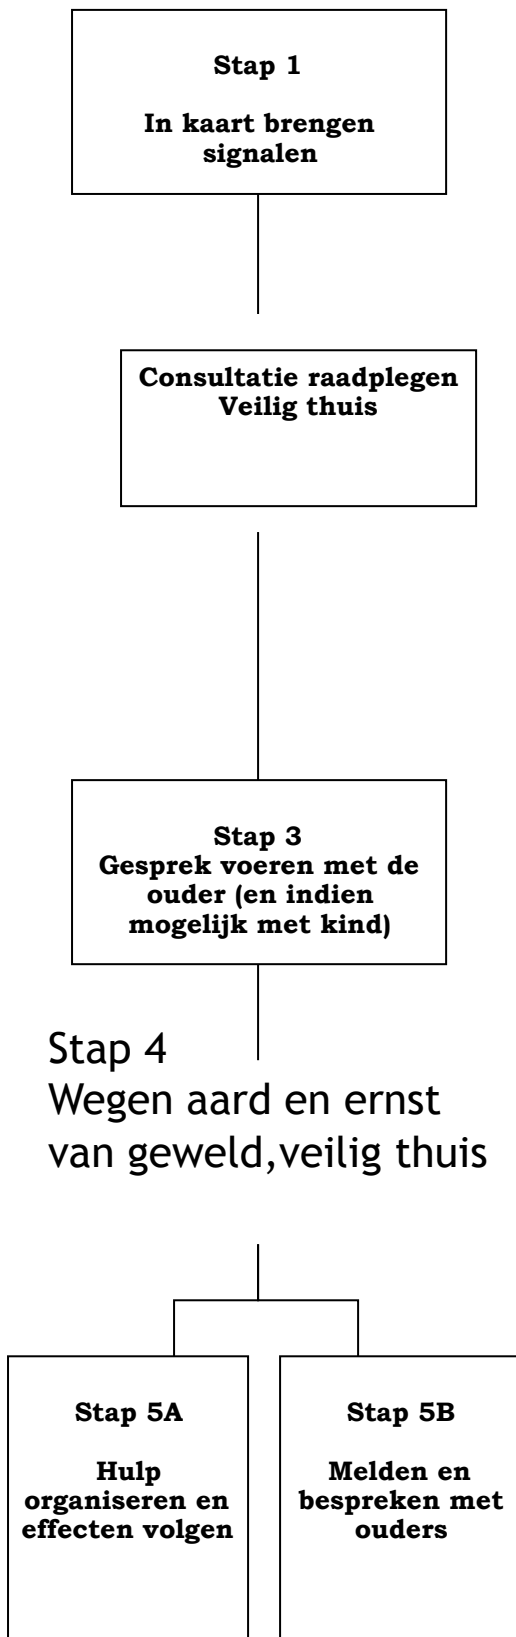 Stap 1
In kaart brengen
signalen
Consultatie raadplegen
Veilig thuis
Stap 3
Gesprek voeren met de
ouder (en indien
mogelijk met kind)
Stap 4
Wegen aard en ernst
van geweld,veilig thuis
Stap 5A
Hulp
organiseren en
effecten volgen
Stap 5B
Melden en
bespreken met
ouders